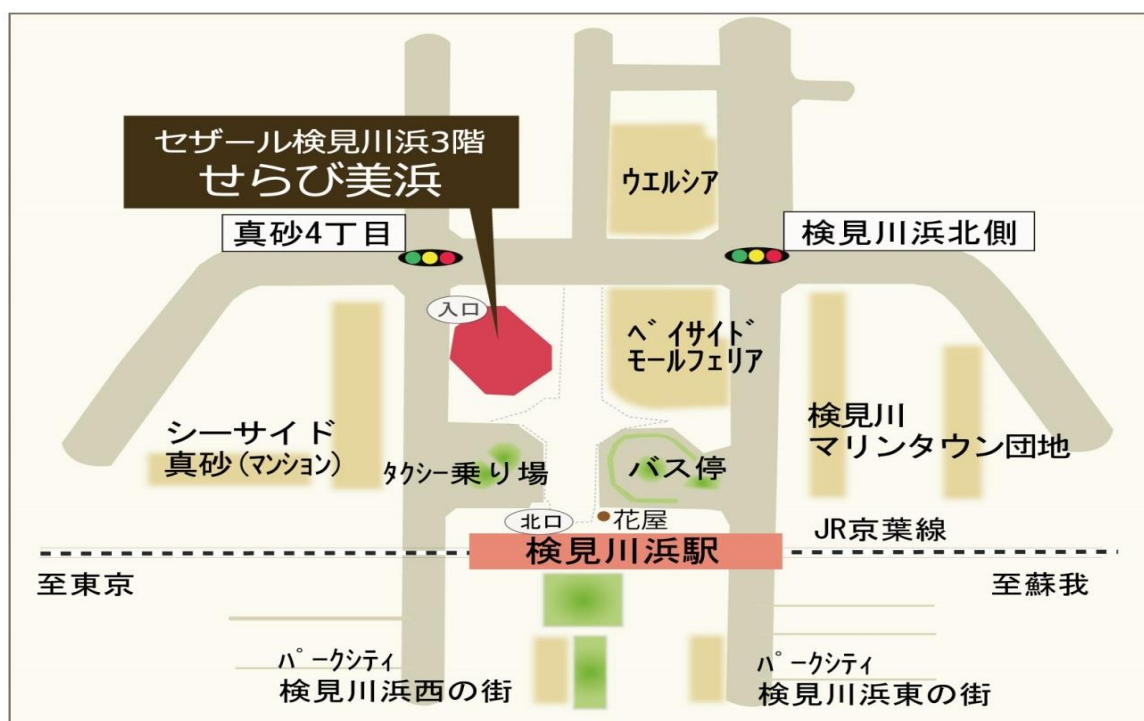 セザール検見川浜3階
せらび美浜
真砂4丁目
ウエルシア
検見川浜北側
入口
ベイサイド
モールフェリア
シーサイド
真砂(マンション)
タクシー乗り場
バス停
検見川
マリンタウン団地
北口
花屋
JR京葉線
検見川浜駅
至東京
至蘇我
パークシティ
検見川浜西の街
パークシティ
検見川浜東の街